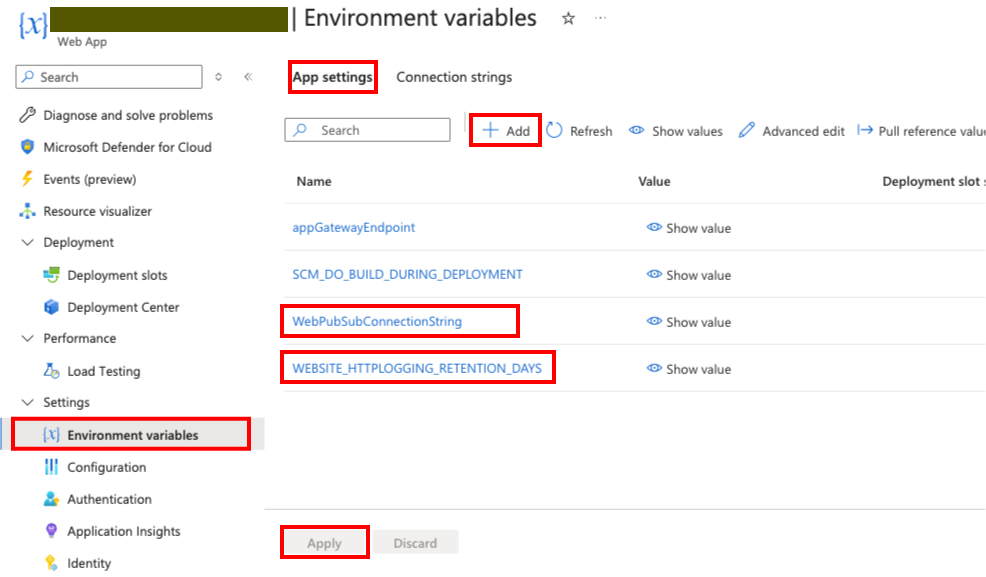 {x}
| Environment variables
Web App
Search
App settings
Connection strings
Diagnose and solve problems
Search
Add
Refresh
Show values
Advanced edit
Pull reference value
Microsoft Defender for Cloud
Events (preview)
Name
Value
Deployment slot s
Resource visualizer
appGatewayEndpoint
Show value
Deployment
Deployment slots
SCM_DO_BUILD_DURING_DEPLOYMENT
Show value
Deployment Center
WebPubSubConnectionString
Show value
Performance
Load Testing
WEBSITE_HTTPLOGGING_RETENTION_DAYS
Show value
Settings
{x} Environment variables
Configuration
Authentication
Application Insights
Apply
Discard
Identity